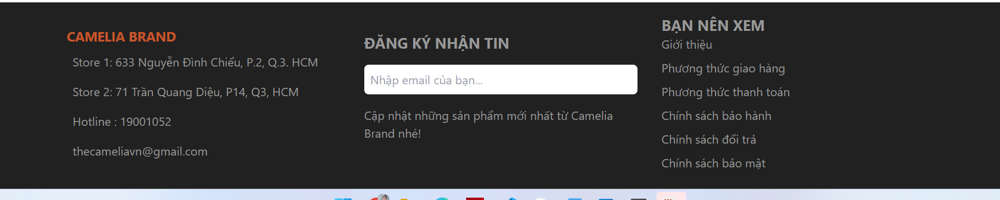 CAMELIA BRAND
Store 1: 633 Nguyễn Đình Chiểu, P.2, Q.3. HCM
Store 2: 71 Trần Quang Diệu, P14, Q3, HCM
Hotline : 19001052
thecameliavn@gmail.com
ĐĂNG KÝ NHẬN TIN
Nhập email của bạn...
Cập nhật những sản phẩm mới nhất từ Camelia
Brand nhé!
BẠN NÊN XEM
Giới thiệu
Phương thức giao hàng
Phương thức thanh toán
Chính sách bảo hành
Chính sách đổi trả
Chính sách bảo mật